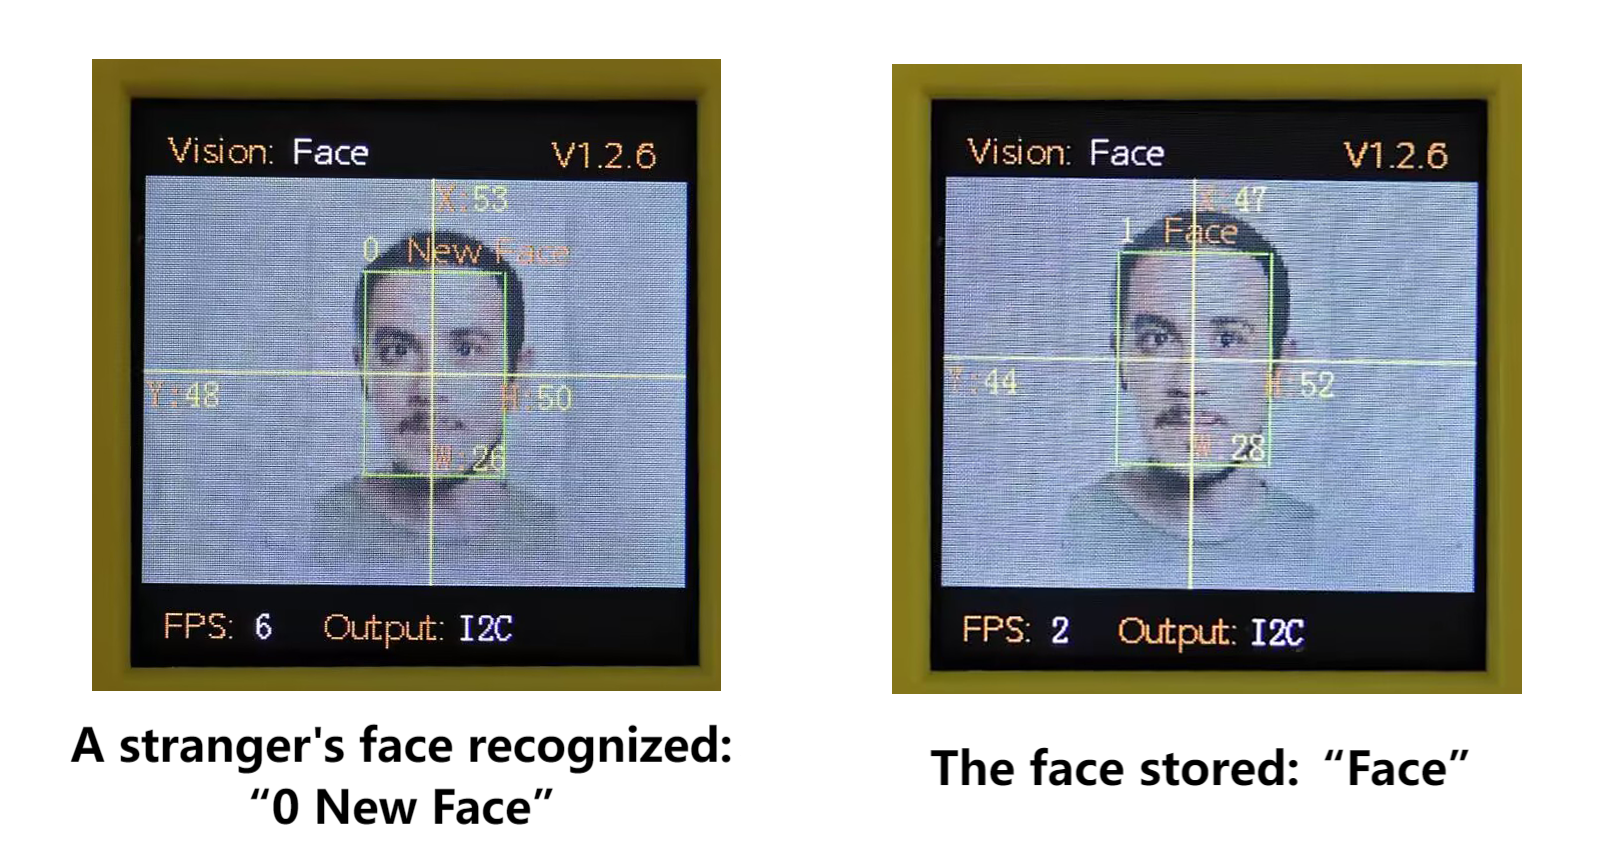 Vision: Face V1.2.6
X:53
0 New Face
Y:48
H:50
W:26
FPS: 6 Output: I2C
A stranger's face recognized:
“0 New Face”
Vision: Face V1.2.6
X:47
1 Face
Y:44
H:52
W:28
FPS: 2 Output: I2C
The face stored: “Face”